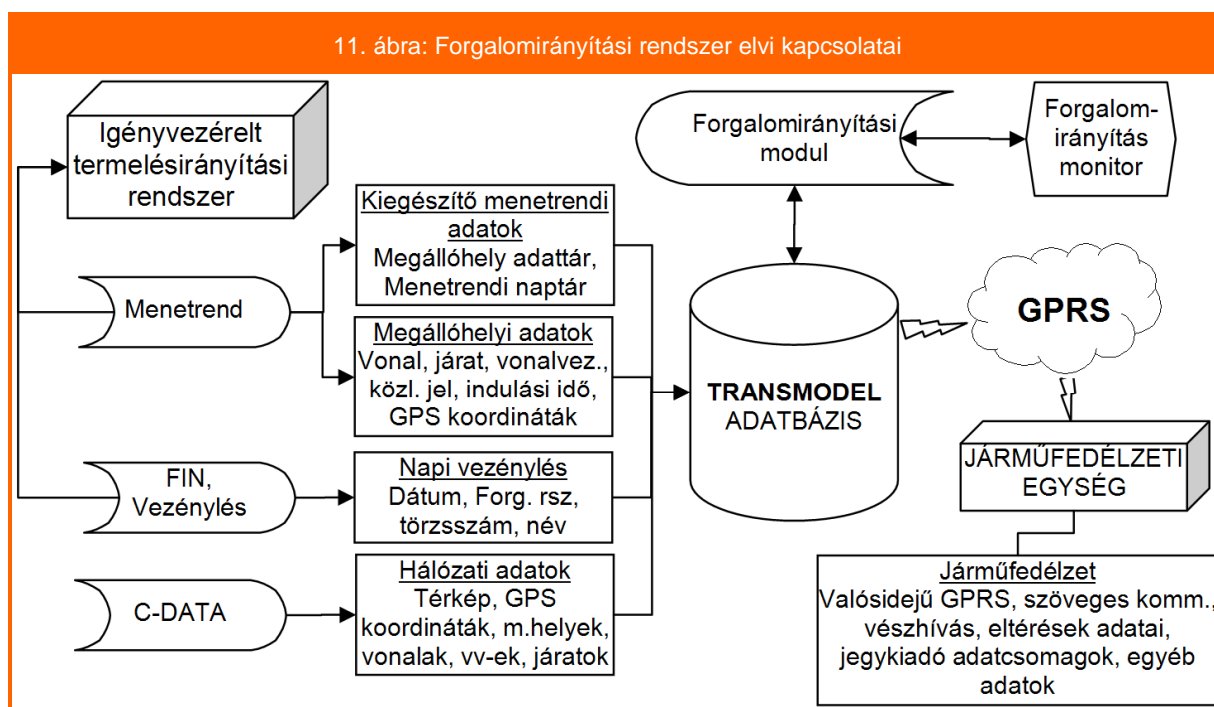 11. ábra: Forgalomirányítási rendszer elvi kapcsolatai
Igényvezérelt
termelésirányítási
rendszer
Menetrend
FIN,
Vezénylés
C-DATA
Kiegészítő menetrendi
adatok
Megállóhely adattár,
Menetrendi naptár
Megállóhelyi adatok
Vonal, járat, vonalvez.,
közl. jel, indulási idő,
GPS koordináták
Napi vezénylés
Dátum, Forg. rsz,
törzsszám, név
Hálózati adatok
Térkép, GPS
koordináták, m.helyek,
vonalak, vv-ek, járatok
Forgalomirányítási
modul
Forgalom-
irányítás
monitor
TRANSMODEL
ADATBÁZIS
GPRS
JÁRMŰFEDÉLZETI
EGYSÉG
Járműfedélzet
Valósidejű GPRS, szöveges komm.,
vészhívás, eltérések adatai,
jegykiadó adatcsomagok, egyéb
adatok